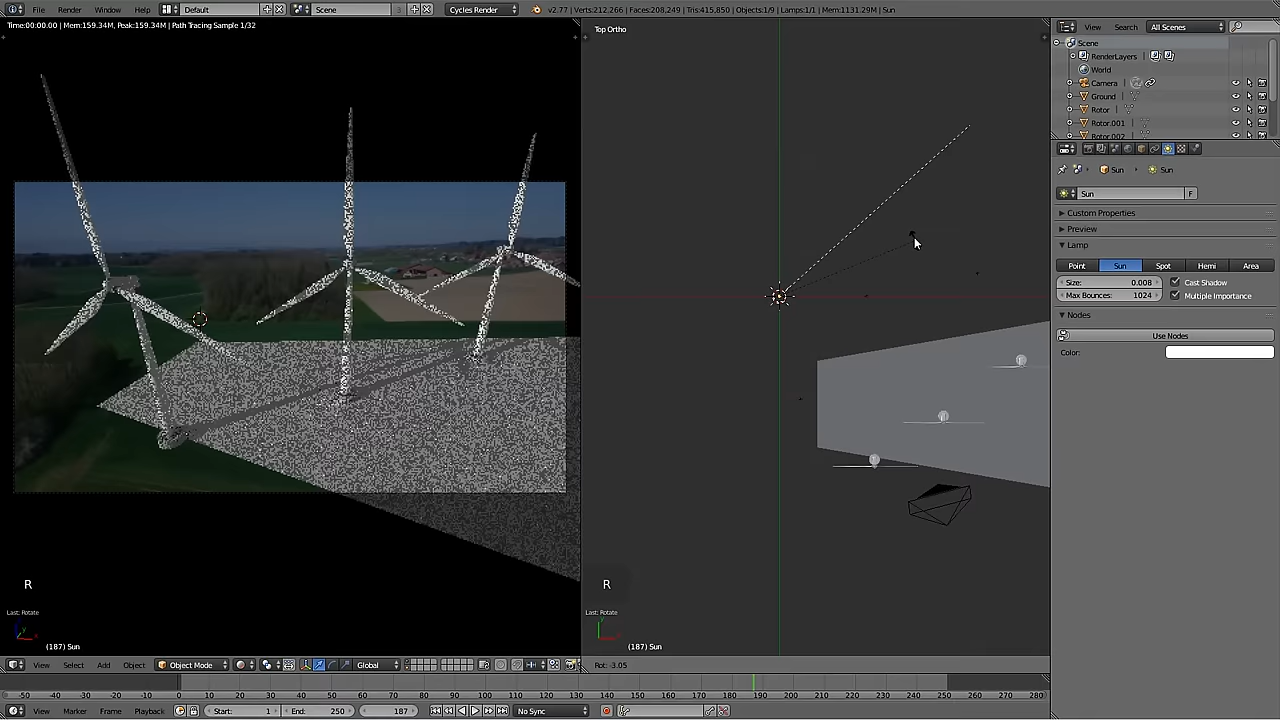 File Render Window Help Default Scene Cycles Render v2.77 | Verts:212,266 | Faces:208,249 | Tris:415,850 | Objects:1/9 | Lamps:1/1 | Mem:1131.29M | Sun
Time:00:00.00 | Mem:159.34M, Peak:159.34M | Path Tracing Sample 1/32
Top Ortho
View Search All Scenes
Scene
RenderLayers
World
Camera
Ground
Rotor
Rotor.001
Rotor.002
Sun Sun
Sun F
Custom Properties
Preview
Lamp
Point Sun Spot Hemi Area
Size: 0.008 Cast Shadow
Max Bounces: 1024 Multiple Importance
Nodes
Use Nodes
Color:
R
R
Last: Rotate
Last: Rotate
(187) Sun
(187) Sun
View Select Add Object Object Mode Global
Rot: -3.05
-50 -40 -30 -20 -10 0 10 20 30 40 50 60 70 80 90 100 110 120 130 140 150 160 170 180 190 200 210 220 230 240 250 260 270 280
View Marker Frame Playback Start: 1 End: 250 187 No Sync